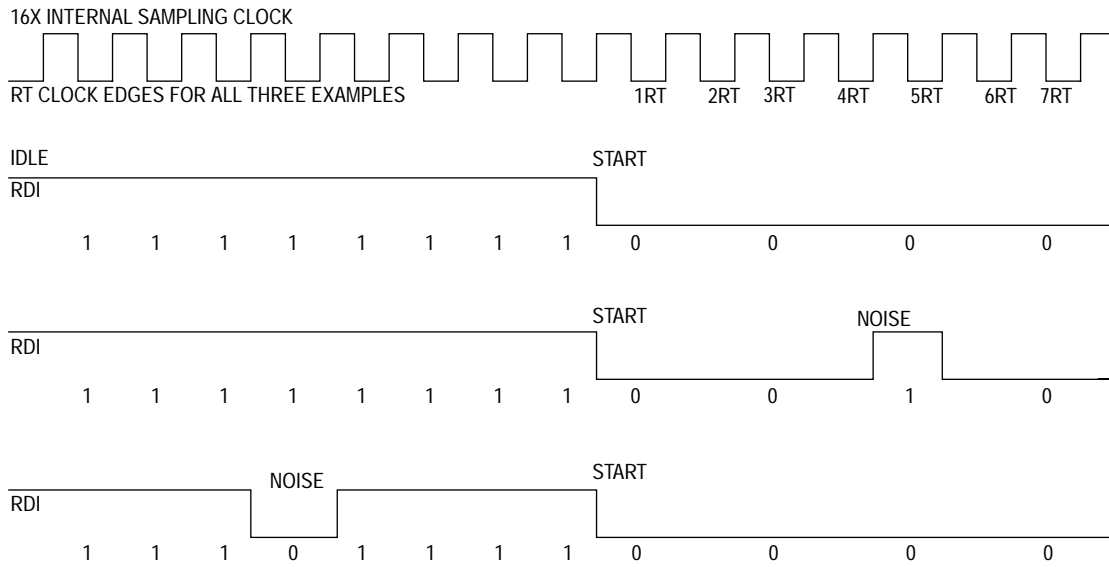 16X INTERNAL SAMPLING CLOCK
RT CLOCK EDGES FOR ALL THREE EXAMPLES 1RT 2RT 3RT 4RT 5RT 6RT 7RT
IDLE START
RDI
1 1 1 1 1 1 1 1 0 0 0 0
START NOISE
RDI
1 1 1 1 1 1 1 1 0 0 1 0
NOISE START
RDI
1 1 1 0 1 1 1 1 0 0 0 0